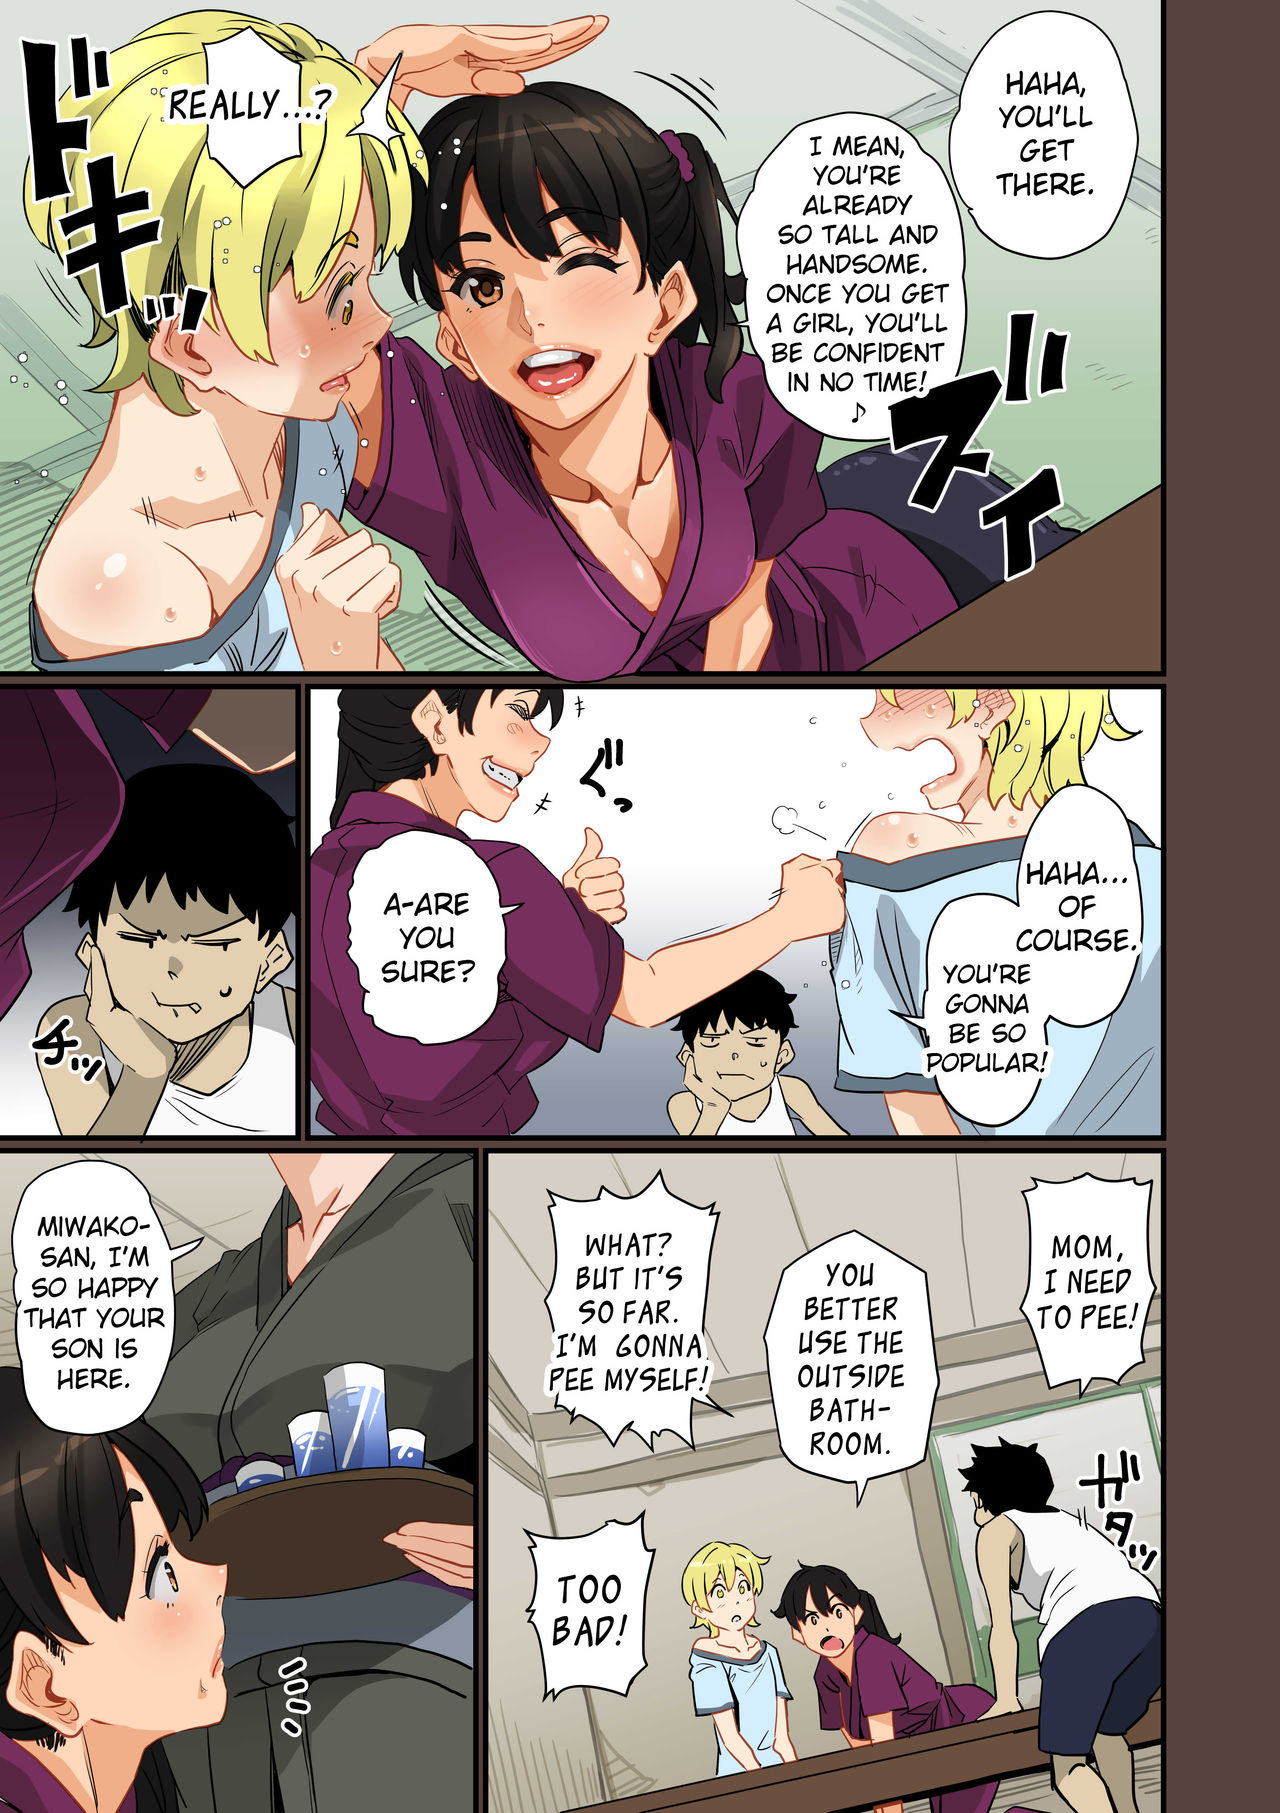 HAHA,
YOU'LL
GET
THERE.
I MEAN,
YOU'RE
ALREADY
SO TALL AND
HANDSOME.
ONCE YOU GET
A GIRL, YOU'LL
BE CONFIDENT
IN NO TIME!
♪
REALLY...?
ズイ
ドキッ
HAHA...
OF
COURSE.
YOU'RE
GONNA
BE SO
POPULAR!
A-ARE
YOU
SURE?
ぐっ
チッ
MOM,
I NEED
TO PEE!
YOU
BETTER
USE THE
OUTSIDE
BATH-
ROOM.
WHAT?
BUT IT'S
SO FAR.
I'M GONNA
PEE MYSELF!
TOO
BAD!
ガタッ
MIWAKO-
SAN, I'M
SO HAPPY
THAT YOUR
SON IS
HERE.